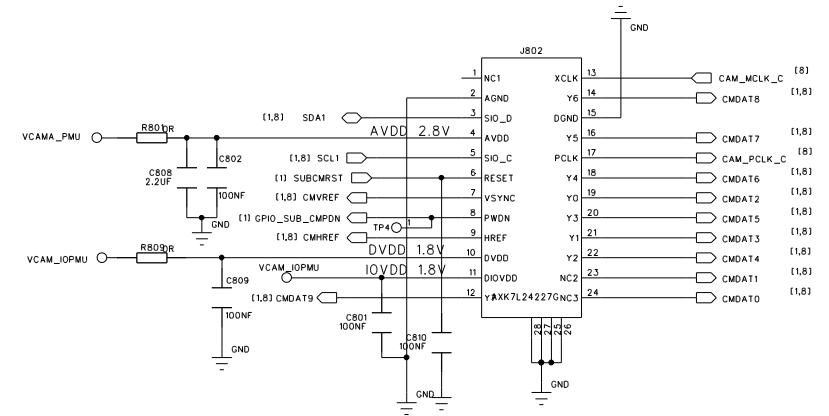 GND
J802
1 NC1 XCLK 13 CAM_MCLK_C [8]
2 AGND Y6 14 CMDAT8 [1,8]
[1,8] SDA1 3 SIO_D DGND 15
VCAMA_PMU R801 0R AVDD 2.8V 4 AVDD Y5 16 CMDAT7 [1,8]
[1,8] SCL1 5 SIO_C PCLK 17 CAM_PCLK_C [8]
C808 2.2UF C802 100NF
[1] SUBCMRST 6 RESET Y4 18 CMDAT6 [1,8]
[1,8] CMVREF 7 VSYNC Y0 19 CMDAT2 [1,8]
GND
[1] GPIO_SUB_CMPDN 8 PWDN Y3 20 CMDAT5 [1,8]
TP4 1
[1,8] CMHREF 9 HREF Y1 21 CMDAT3 [1,8]
VCAM_IOPMU R809 0R DVDD 1.8V 10 DVDD Y2 22 CMDAT4 [1,8]
VCAM_IOPMU IOVDD 1.8V 11 DIOVDD NC2 23 CMDAT1 [1,8]
C809 100NF
[1,8] CMDAT9 12 Y7 AXK7L24227G NC3 24 CMDAT0 [1,8]
C801 100NF
C810 100NF
28 27 25 26
GND
GND
GND